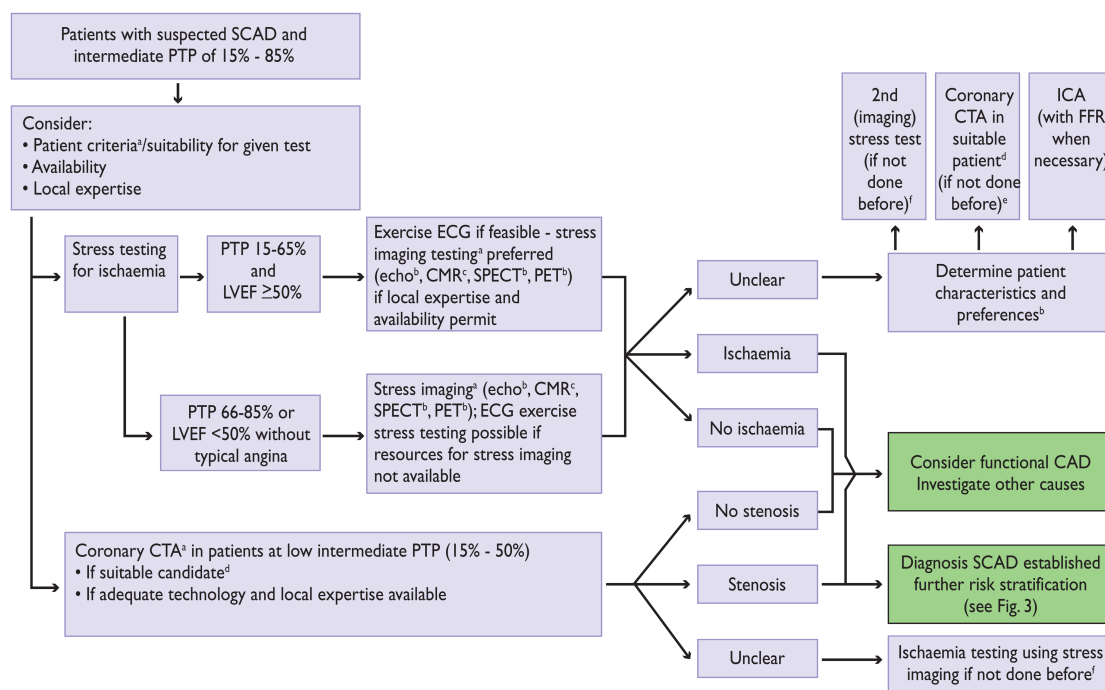 Patients with suspected SCAD and
intermediate PTP of 15% - 85%
Consider:
• Patient criteriaᵃ/suitability for given test
• Availability
• Local expertise
Stress testing
for ischaemia
PTP 15-65%
and
LVEF ≥50%
Exercise ECG if feasible - stress
imaging testingᵃ preferred
(echoᵇ, CMRᶜ, SPECTᵇ, PETᵇ)
if local expertise and
availability permit
PTP 66-85% or
LVEF <50% without
typical angina
Stress imagingᵃ (echoᵇ, CMRᶜ,
SPECTᵇ, PETᵇ); ECG exercise
stress testing possible if
resources for stress imaging
not available
Coronary CTAᵃ in patients at low intermediate PTP (15% - 50%)
• If suitable candidateᵈ
• If adequate technology and local expertise available
Unclear
Ischaemia
No ischaemia
No stenosis
Stenosis
Unclear
2nd
(imaging)
stress test
(if not
done
before)ᶠ
Coronary
CTA in
suitable
patientᵈ
(if not done
before)ᵉ
ICA
(with FFR
when
necessary)
Determine patient
characteristics and
preferencesᵇ
Consider functional CAD
Investigate other causes
Diagnosis SCAD established
further risk stratification
(see Fig. 3)
Ischaemia testing using stress
imaging if not done beforeᶠ